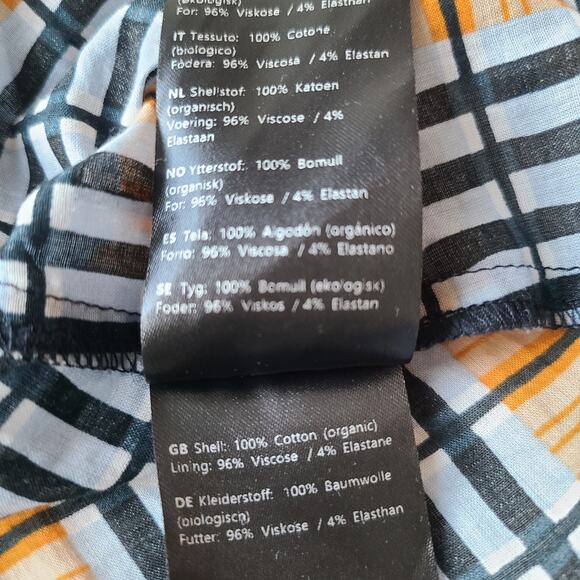 För: 96% Viskose / 4% Elasthan
IT Tessuto: 100% Cotone
(biologico)
Fodera: 96% Viscosa / 4% Elastan
NL Shellstof: 100% Katoen
(organisch)
Voering: 96% Viscose / 4%
Elastaan
NO Ytterstof: 100% Bomull
(organisk)
For: 96% Viskose / 4% Elastan
ES Tela: 100% Algodón (orgánico)
Forro: 96% Viscosa / 4% Elastano
SE Tyg: 100% Bomull (ekologisk)
Foder: 96% Viskos / 4% Elastan
GB Shell: 100% Cotton (organic)
Lining: 96% Viscose / 4% Elastane
DE Kleiderstoff: 100% Baumwolle
(biologisch)
Futter: 96% Viskose / 4% Elasthan